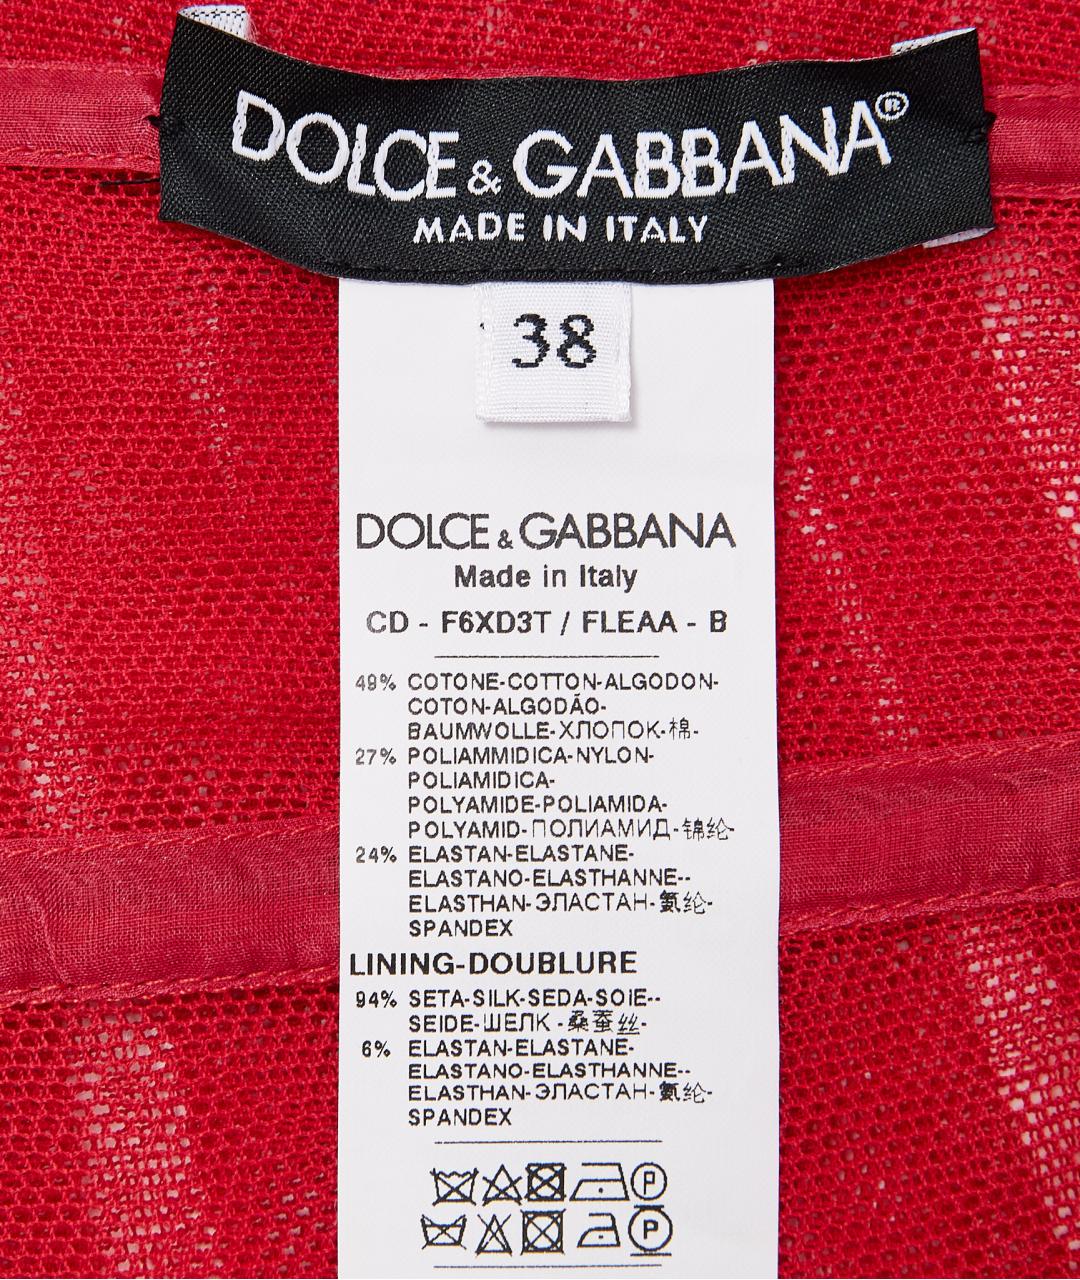 DOLCE & GABBANA®
MADE IN ITALY
38
DOLCE & GABBANA
Made in Italy
CD - F6XD3T / FLEAA - B
49% COTONE-COTTON-ALGODON-
COTON-ALGODÃO-
BAUMWOLLE-ХЛОПОК-棉-
27% POLIAMMIDICA-NYLON-
POLIAMIDICA-
POLYAMIDE-POLIAMIDA-
POLYAMID-ПОЛИАМИД-锦纶-
24% ELASTAN-ELASTANE-
ELASTANO-ELASTHANNE--
ELASTHAN-ЭЛАСТАН-氨纶-
SPANDEX
LINING-DOUBLURE
94% SETA-SILK-SEDA-SOIE--
SEIDE-ШЕЛК -桑蚕丝-
6% ELASTAN-ELASTANE-
ELASTANO-ELASTHANNE--
ELASTHAN-ЭЛАСТАН-氨纶-
SPANDEX
P
P